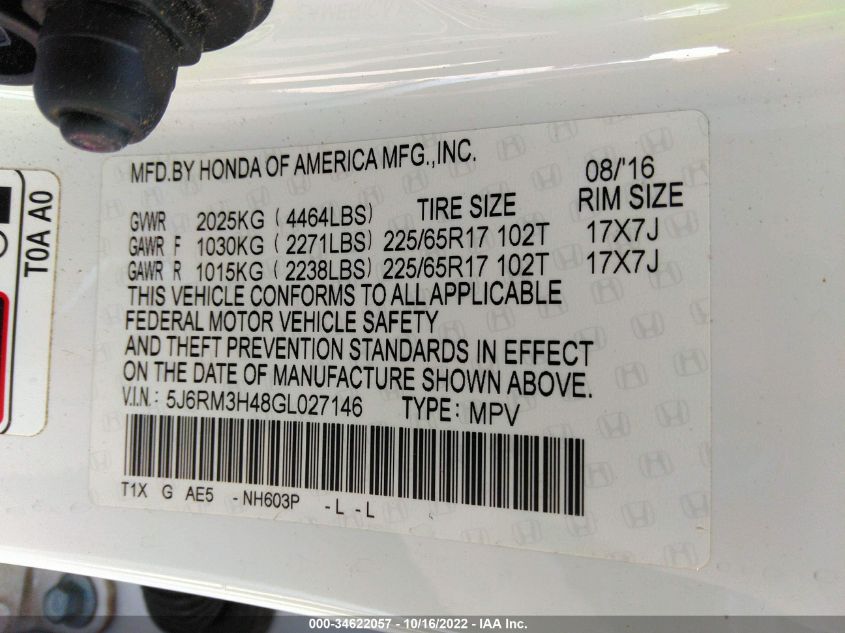 MFD.BY HONDA OF AMERICA MFG.,INC. 08/'16
GVWR 2025KG (4464LBS) TIRE SIZE RIM SIZE
GAWR F 1030KG (2271LBS) 225/65R17 102T 17X7J
GAWR R 1015KG (2238LBS) 225/65R17 102T 17X7J
THIS VEHICLE CONFORMS TO ALL APPLICABLE
FEDERAL MOTOR VEHICLE SAFETY
AND THEFT PREVENTION STANDARDS IN EFFECT
ON THE DATE OF MANUFACTURE SHOWN ABOVE.
V.I.N.: 5J6RM3H48GL027146 TYPE: MPV
T1X G AE5 -NH603P -L -L
T0A A0
000-34622057 - 10/16/2022 - IAA Inc.